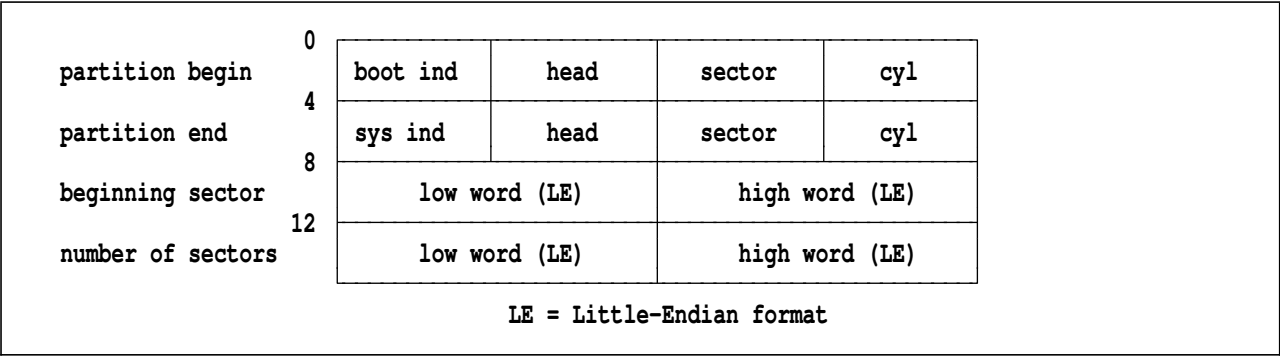 0
partition begin boot ind head sector cyl
4
partition end sys ind head sector cyl
8
beginning sector low word (LE) high word (LE)
12
number of sectors low word (LE) high word (LE)
LE = Little-Endian format